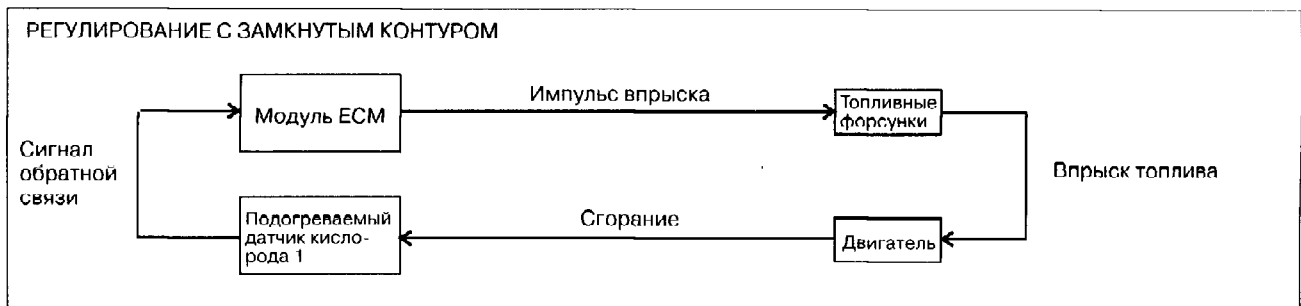 РЕГУЛИРОВАНИЕ С ЗАМКНУТЫМ КОНТУРОМ
Модуль ECM
Импульс впрыска
Топливные
форсунки
Сигнал
обратной
связи
Впрыск топлива
Подогреваемый
датчик кисло-
рода 1
Сгорание
Двигатель